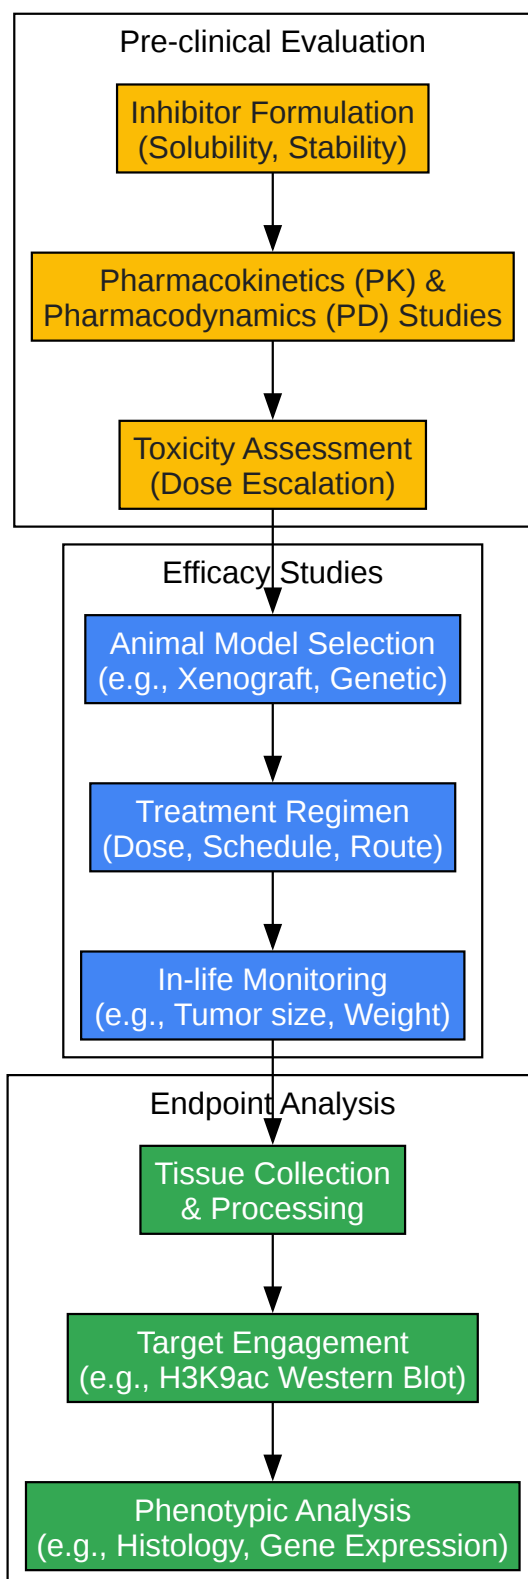 Pre-clinical Evaluation
Inhibitor Formulation
(Solubility, Stability)
Pharmacokinetics (PK) &
Pharmacodynamics (PD) Studies
Toxicity Assessment
(Dose Escalation)
Efficacy Studies
Animal Model Selection
(e.g., Xenograft, Genetic)
Treatment Regimen
(Dose, Schedule, Route)
In-life Monitoring
(e.g., Tumor size, Weight)
Endpoint Analysis
Tissue Collection
& Processing
Target Engagement
(e.g., H3K9ac Western Blot)
Phenotypic Analysis
(e.g., Histology, Gene Expression)